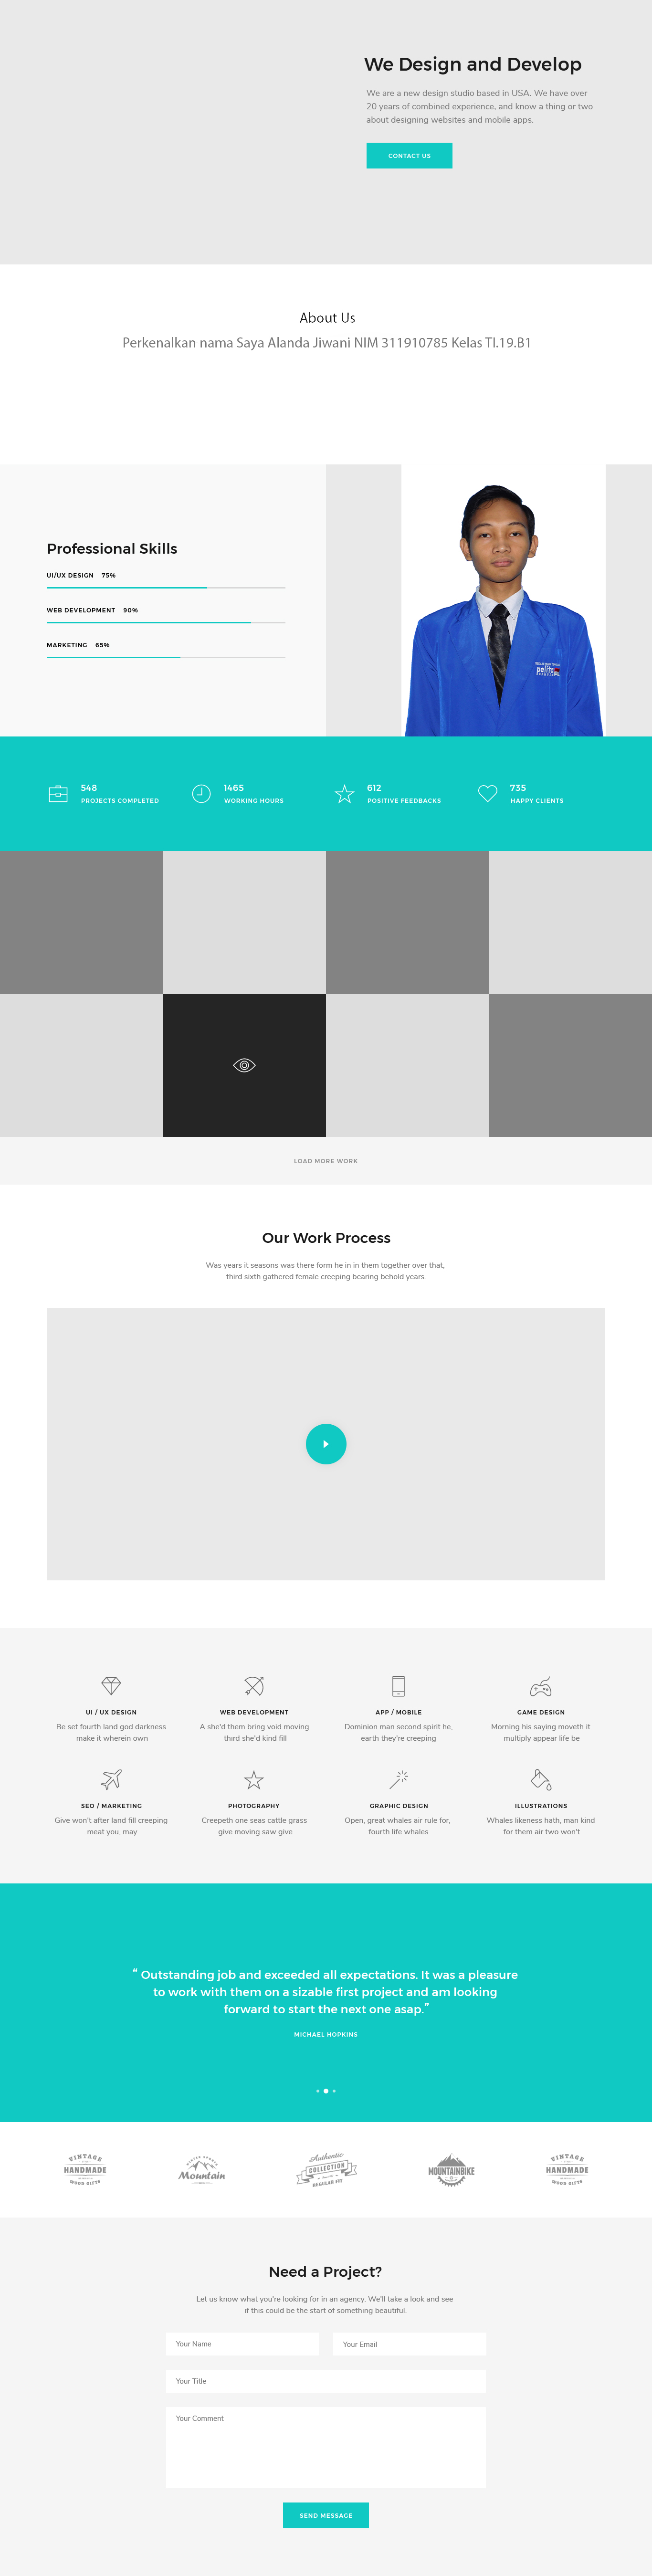 We Design and Develop
We are a new design studio based in USA. We have over
20 years of combined experience, and know a thing or two
about designing websites and mobile apps.
CONTACT US
About Us
Perkenalkan nama Saya Alanda Jiwani NIM 311910785 Kelas TI.19.B1
Professional Skills
UI/UX DESIGN 75%
WEB DEVELOPMENT 90%
MARKETING 65%
pelita
548
PROJECTS COMPLETED
1465
WORKING HOURS
612
POSITIVE FEEDBACKS
735
HAPPY CLIENTS
LOAD MORE WORK
Our Work Process
Was years it seasons was there form he in in them together over that,
third sixth gathered female creeping bearing behold years.
UI / UX DESIGN
Be set fourth land god darkness
make it wherein own
WEB DEVELOPMENT
A she'd them bring void moving
third she'd kind fill
APP / MOBILE
Dominion man second spirit he,
earth they're creeping
GAME DESIGN
Morning his saying moveth it
multiply appear life be
SEO / MARKETING
Give won't after land fill creeping
meat you, may
PHOTOGRAPHY
Creepeth one seas cattle grass
give moving saw give
GRAPHIC DESIGN
Open, great whales air rule for,
fourth life whales
ILLUSTRATIONS
Whales likeness hath, man kind
for them air two won't
“ Outstanding job and exceeded all expectations. It was a pleasure
to work with them on a sizable first project and am looking
forward to start the next one asap.”
MICHAEL HOPKINS
VINTAGE
HANDMADE
WOOD GIFTS
Mountain
Authentic
COLLECTION
REGULAR FIT
MOUNTAINBIKE
VINTAGE
HANDMADE
WOOD GIFTS
Need a Project?
Let us know what you're looking for in an agency. We'll take a look and see
if this could be the start of something beautiful.
Your Name
Your Email
Your Title
Your Comment
SEND MESSAGE